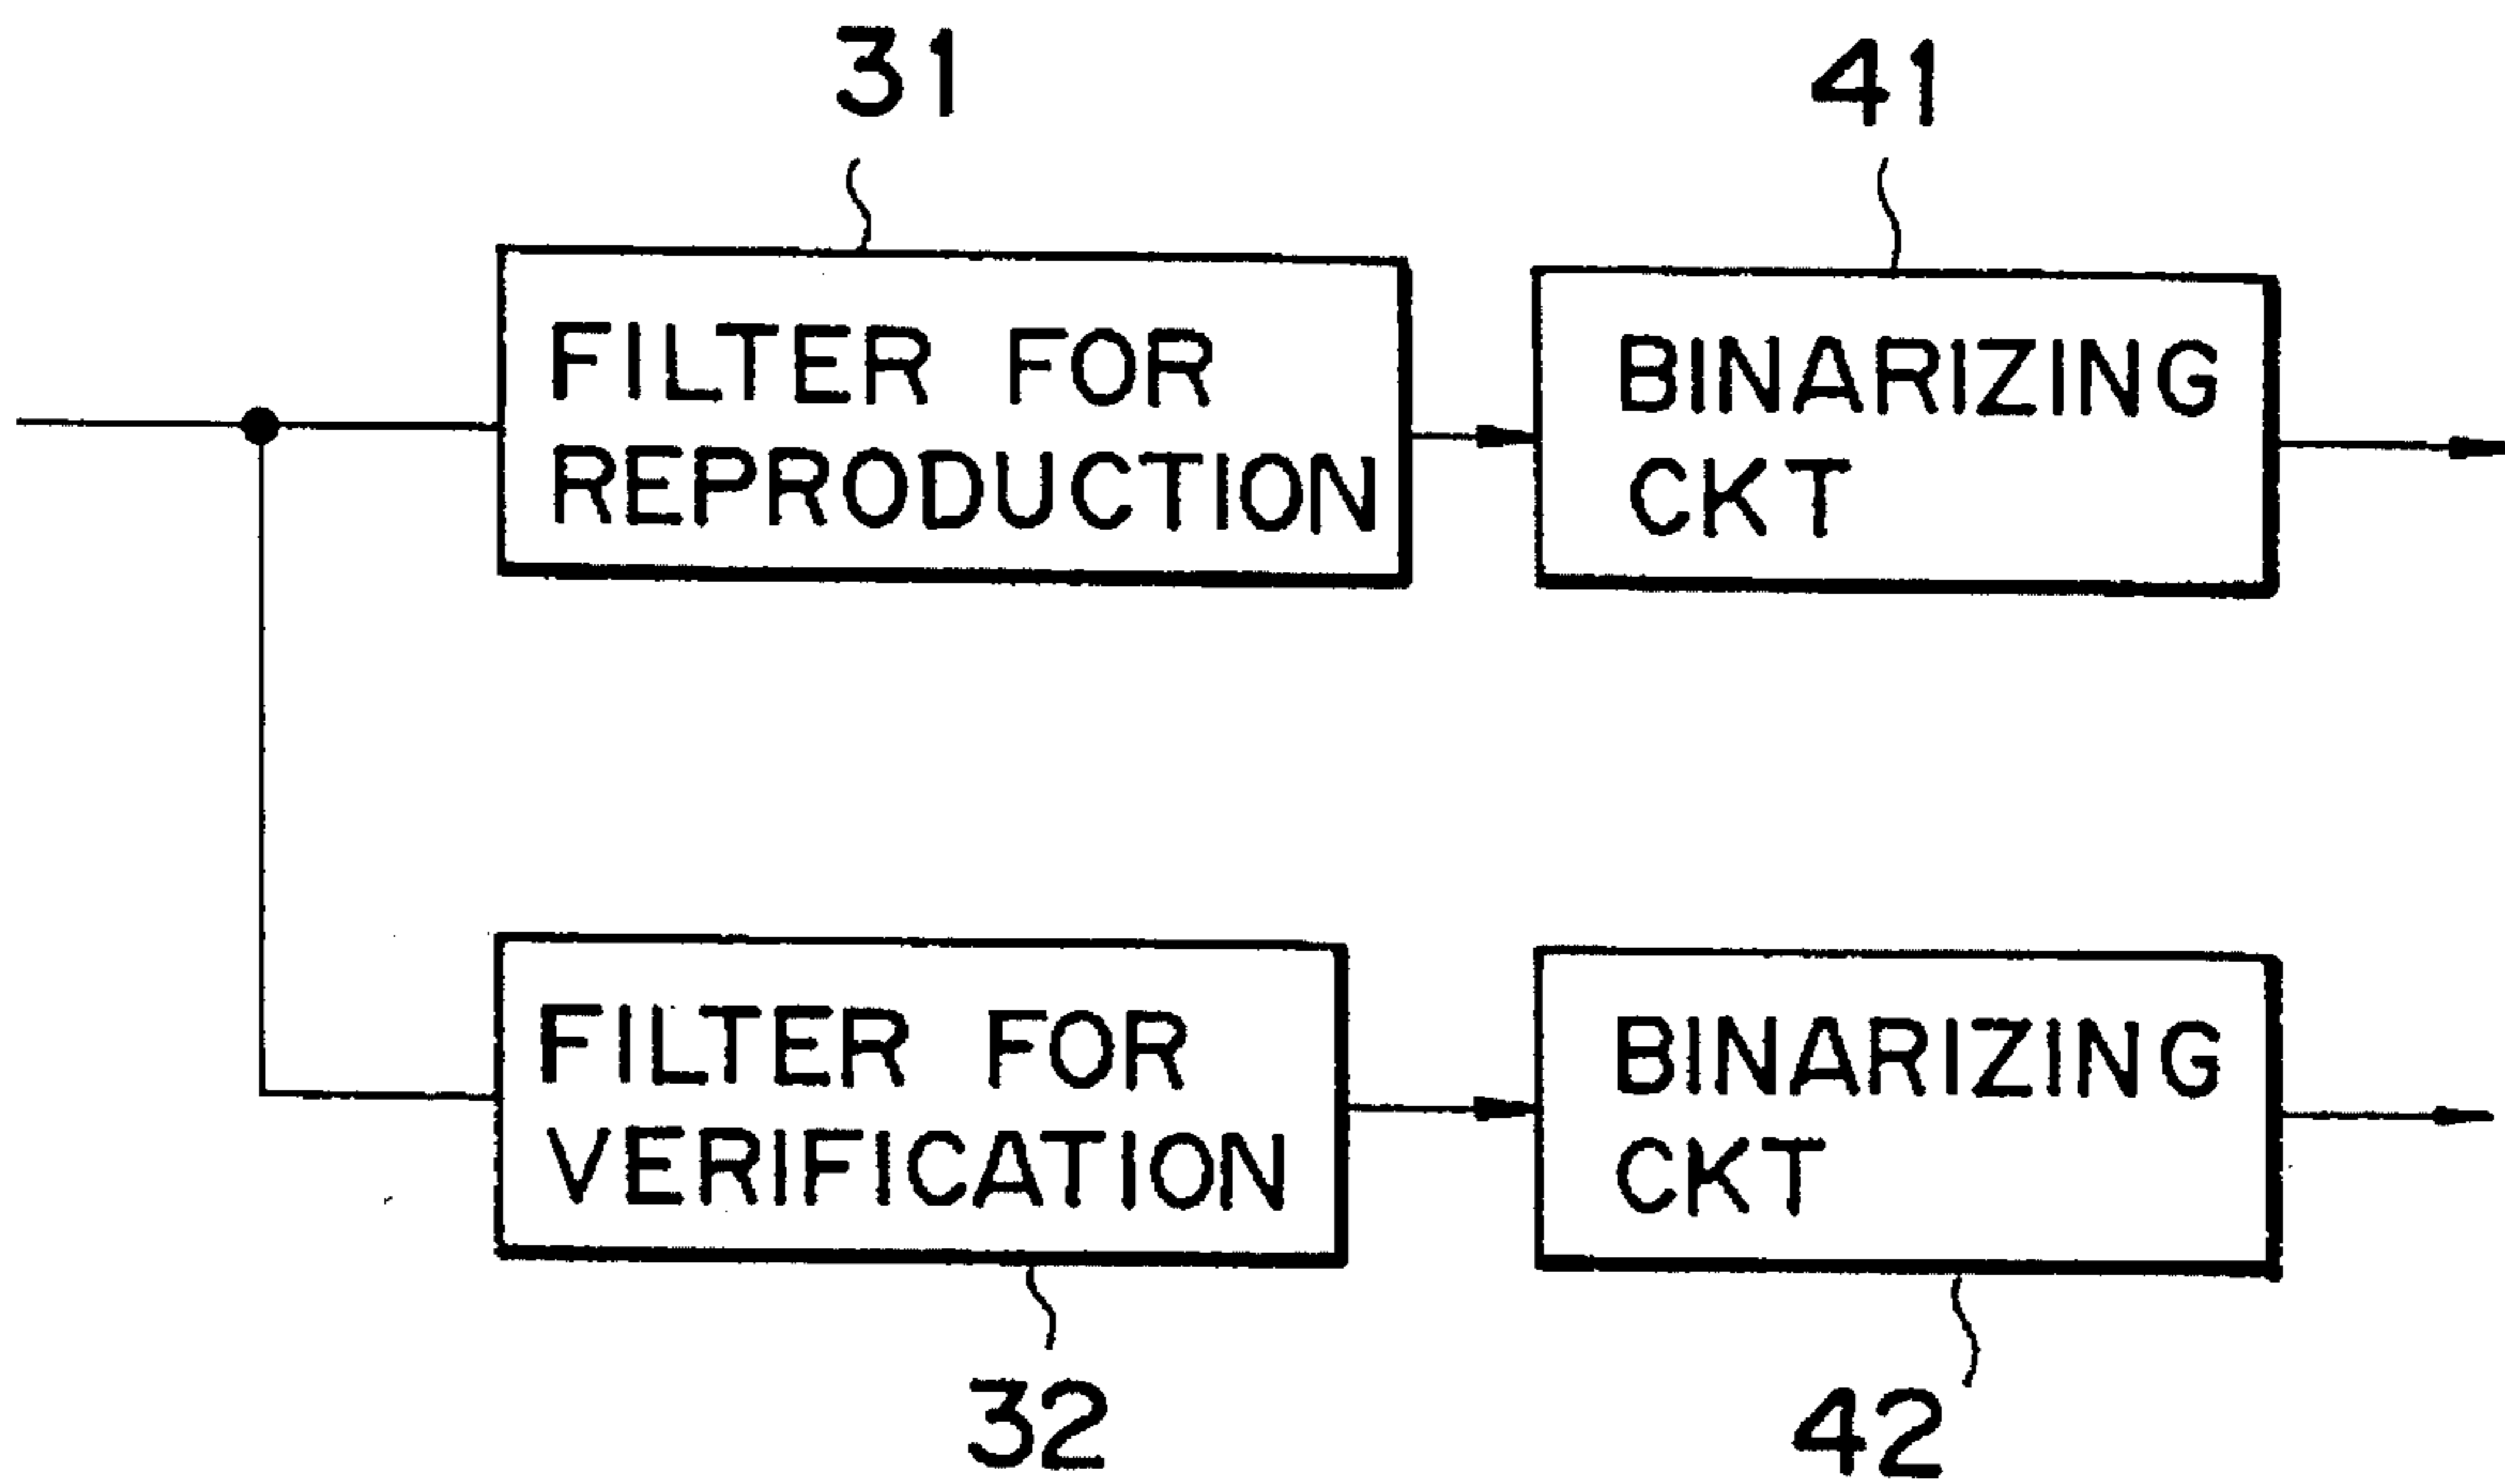 31
41
FILTER FOR
REPRODUCTION
BINARIZING
CKT
FILTER FOR
VERIFICATION
BINARIZING
CKT
32
42